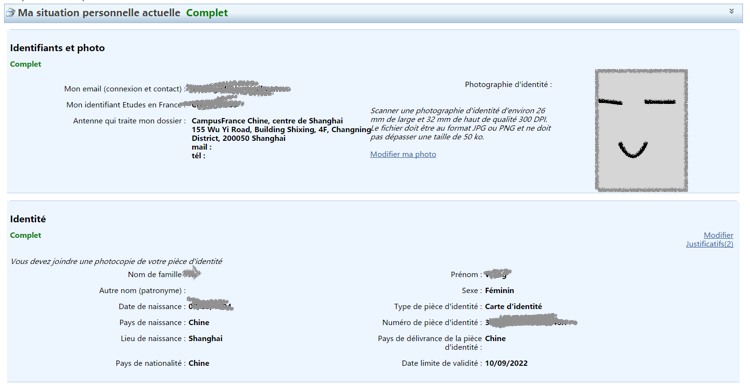 Ma situation personnelle actuelle Complet
Identifiants et photo
Complet
Mon email (connexion et contact) :
Photographie d'identité :
Mon identifiant Etudes en France
Antenne qui traite mon dossier : CampusFrance Chine, centre de Shanghai
155 Wu Yi Road, Building Shixing, 4F, Changning
District, 200050 Shanghai
mail :
tél :
Scanner une photographie d'identité d'environ 26
mm de large et 32 mm de haut de qualité 300 DPI.
Le fichier doit être au format JPG ou PNG et ne doit
pas dépasser une taille de 50 ko.
Modifier ma photo
Identité
Complet
Modifier
Justificatifs(2)
Vous devez joindre une photocopie de votre pièce d'identité
Nom de famille
Prénom :
Autre nom (patronyme) :
Sexe : Féminin
Date de naissance :
Type de pièce d'identité : Carte d'identité
Pays de naissance : Chine
Numéro de pièce d'identité :
Lieu de naissance : Shanghai
Pays de délivrance de la pièce d'identité : Chine
Pays de nationalité : Chine
Date limite de validité : 10/09/2022